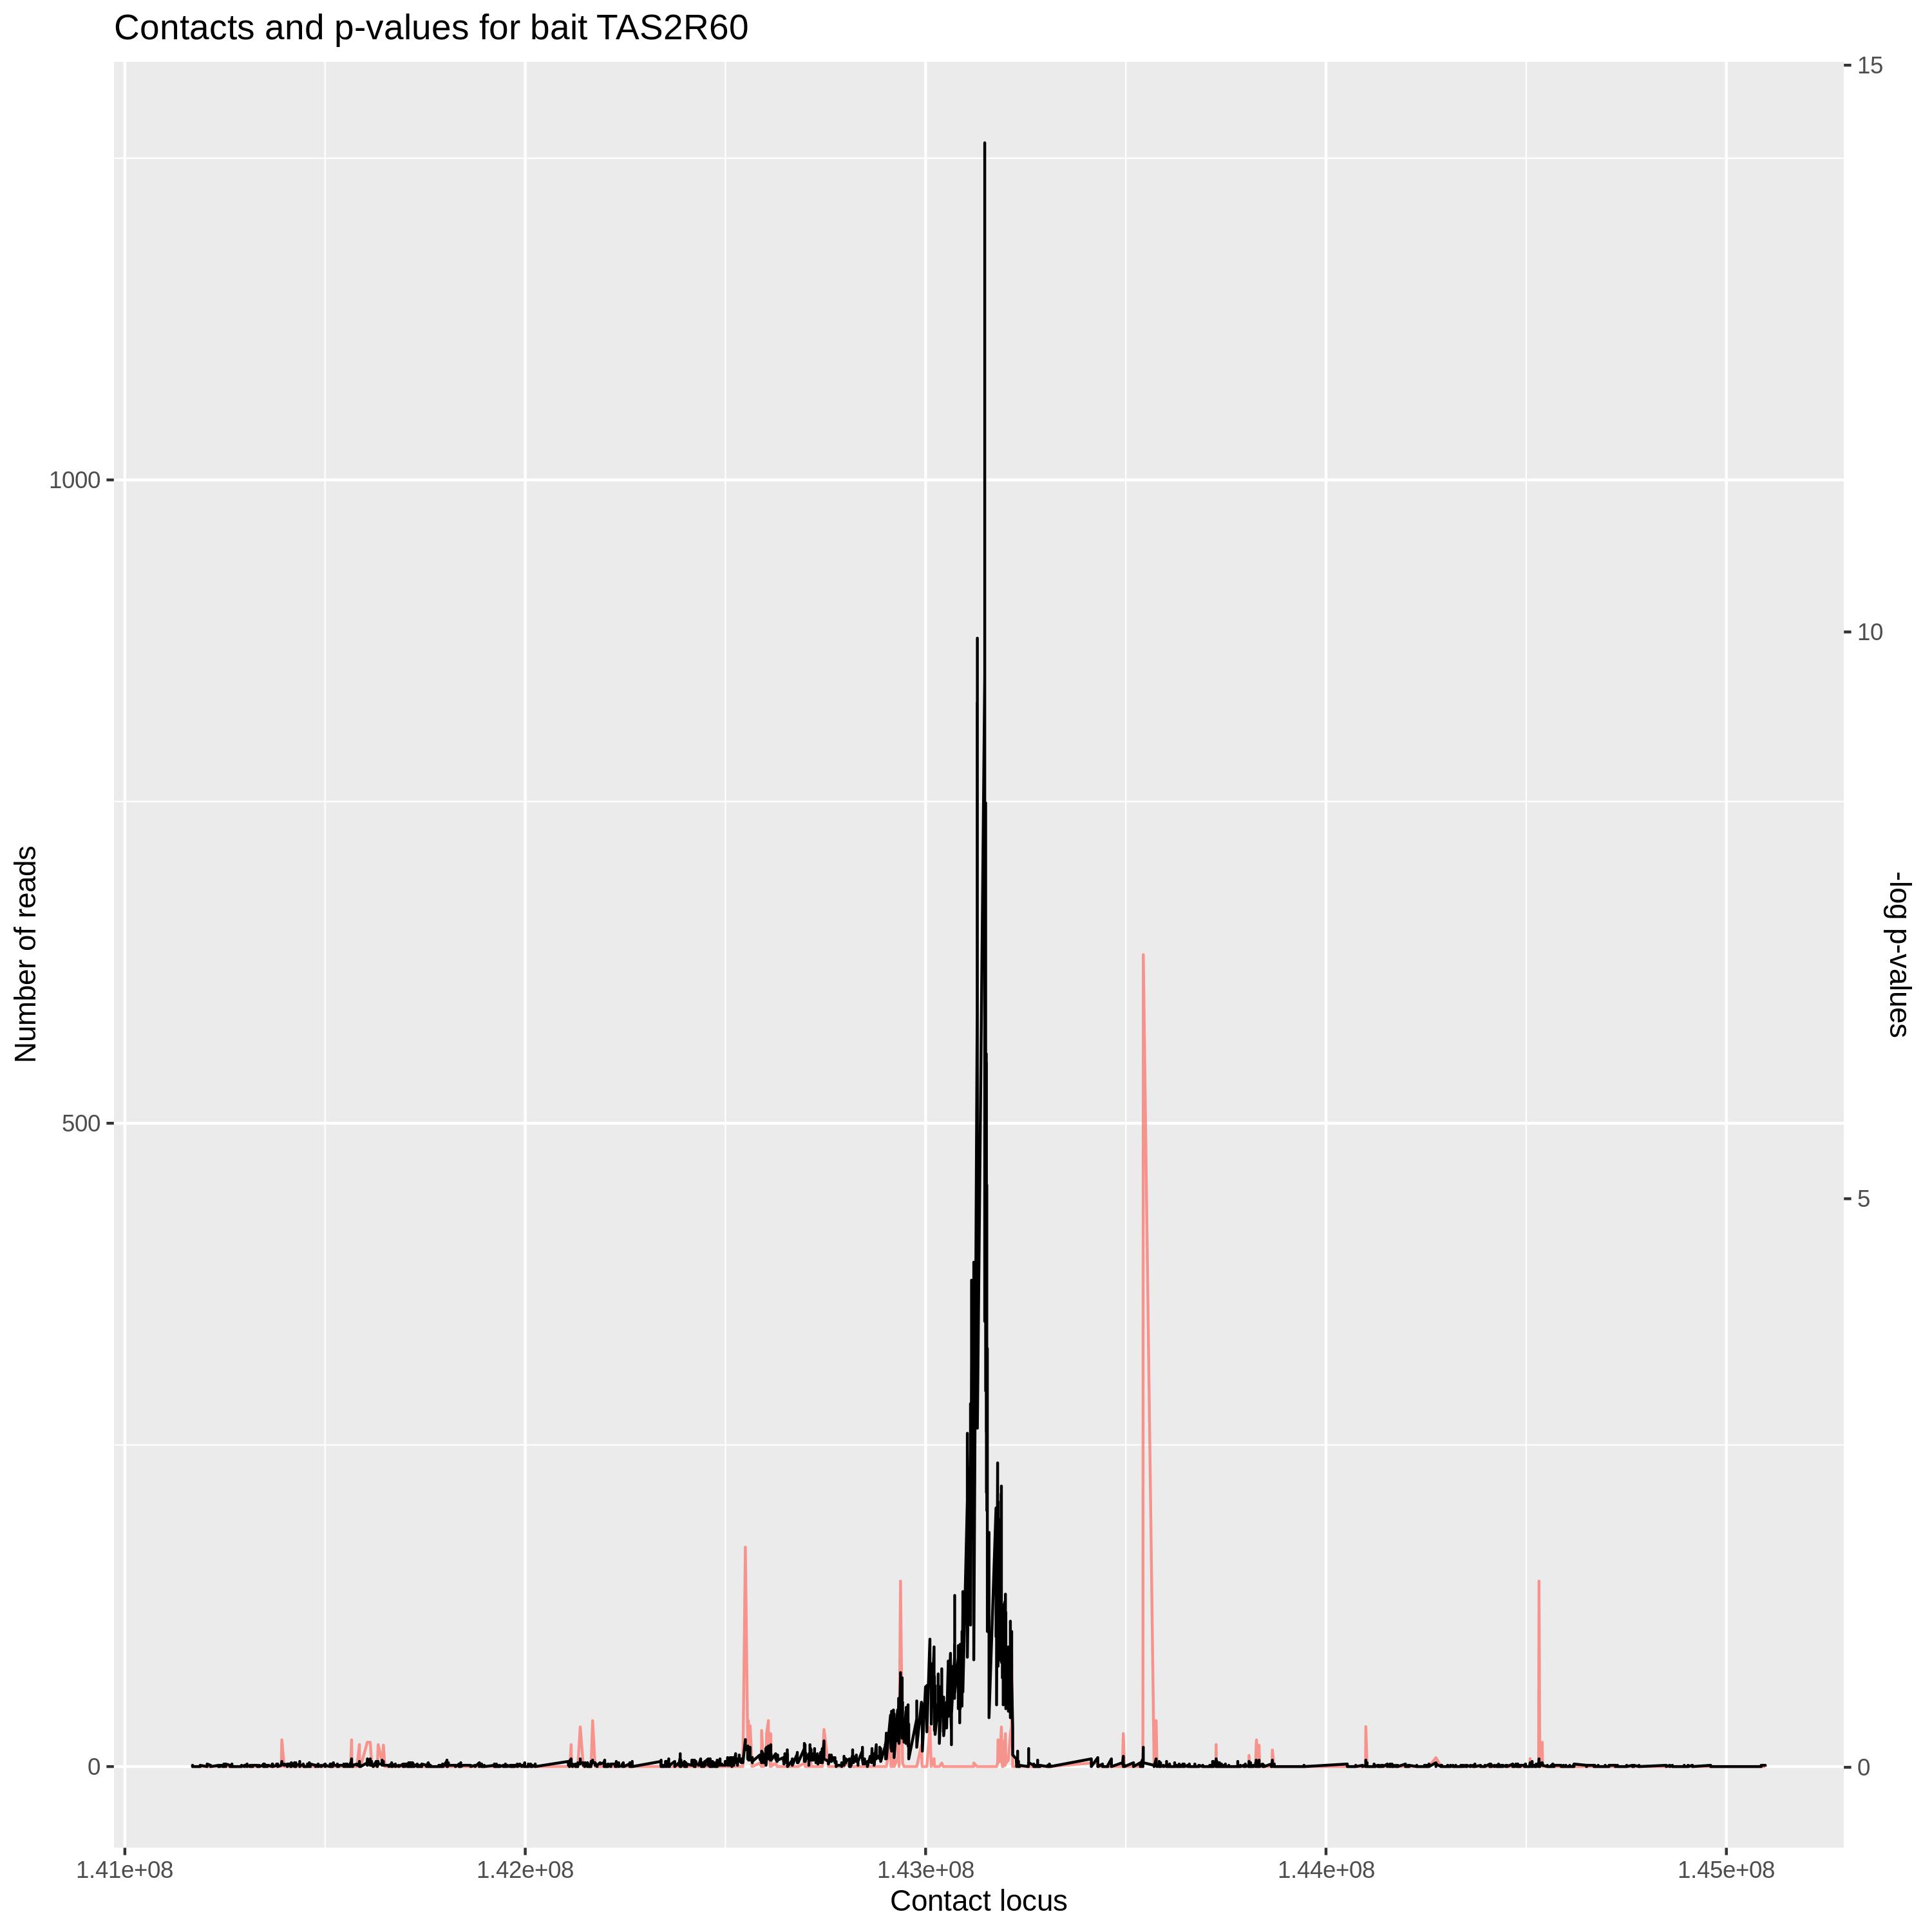 Contacts and p-values for bait TAS2R60
15
1000
10
Number of reads
-log p-values
500
5
0
0
1.41e+08
1.42e+08
1.43e+08
1.44e+08
1.45e+08
Contact locus